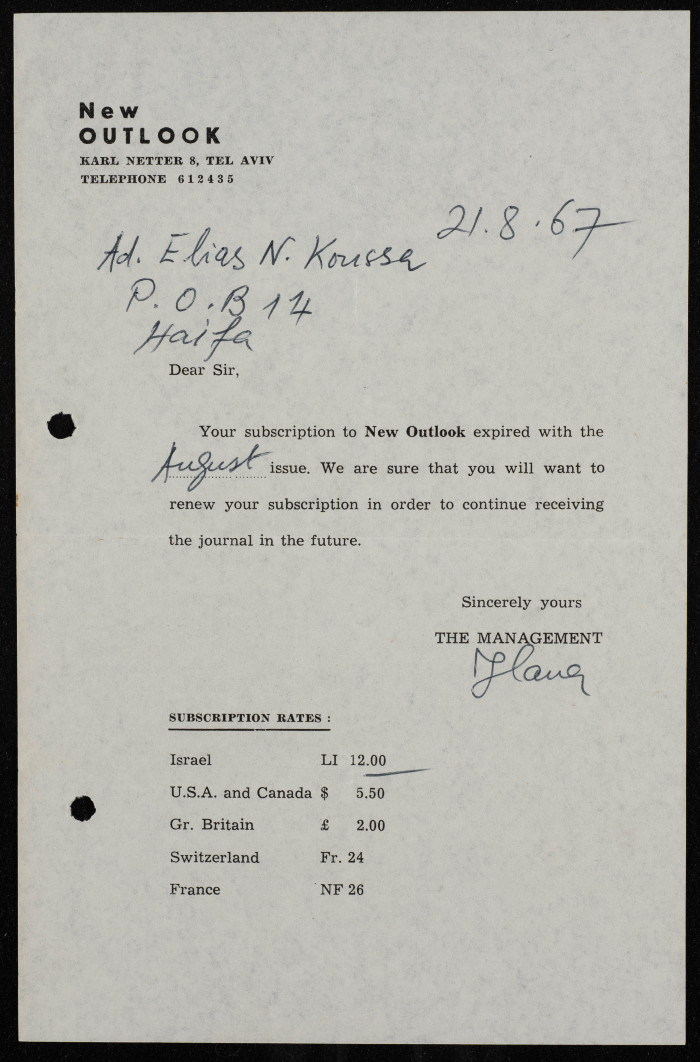 New
OUTLOOK
KARL NETTER 8, TEL AVIV
TELEPHONE 612435
21.8.67
Ad. Elias N. Koussa
P.O.B 14
Haifa
Dear Sir,
Your subscription to New Outlook expired with the
August issue. We are sure that you will want to
renew your subscription in order to continue receiving
the journal in the future.
Sincerely yours
THE MANAGEMENT
SUBSCRIPTION RATES :
Israel LI 12.00
U.S.A. and Canada $ 5.50
Gr. Britain £ 2.00
Switzerland Fr. 24
France NF 26